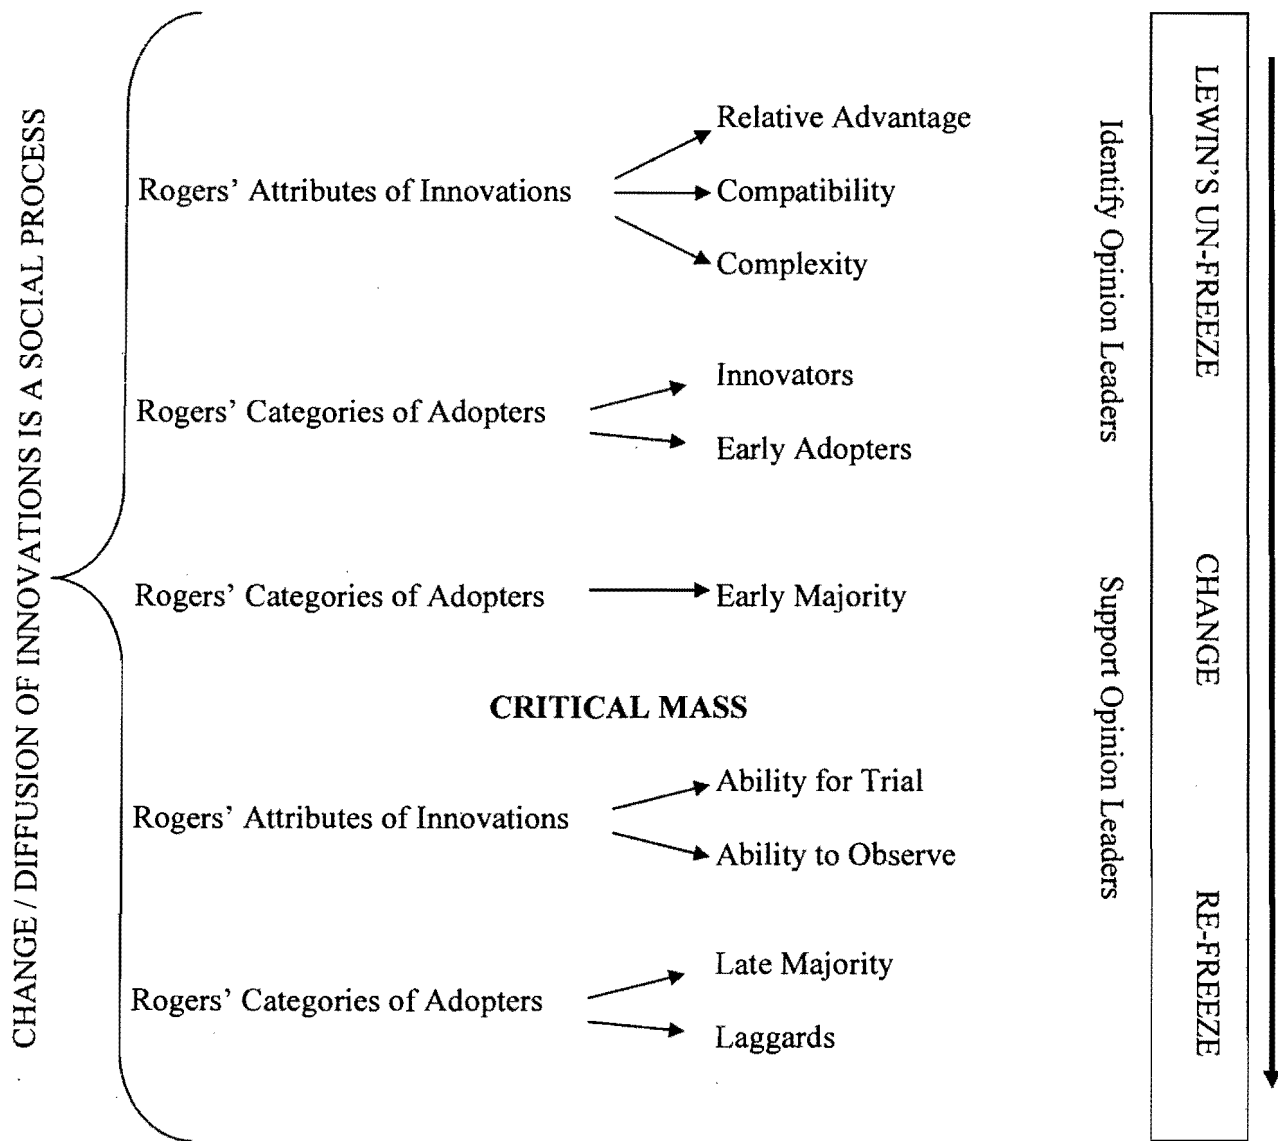 CHANGE / DIFFUSION OF INNOVATIONS IS A SOCIAL PROCESS
Rogers’ Attributes of Innovations
Relative Advantage
Compatibility
Complexity
Rogers’ Categories of Adopters
Innovators
Early Adopters
Rogers’ Categories of Adopters
Early Majority
CRITICAL MASS
Rogers’ Attributes of Innovations
Ability for Trial
Ability to Observe
Rogers’ Categories of Adopters
Late Majority
Laggards
Identify Opinion Leaders
Support Opinion Leaders
LEWIN’S UN-FREEZE
CHANGE
RE-FREEZE